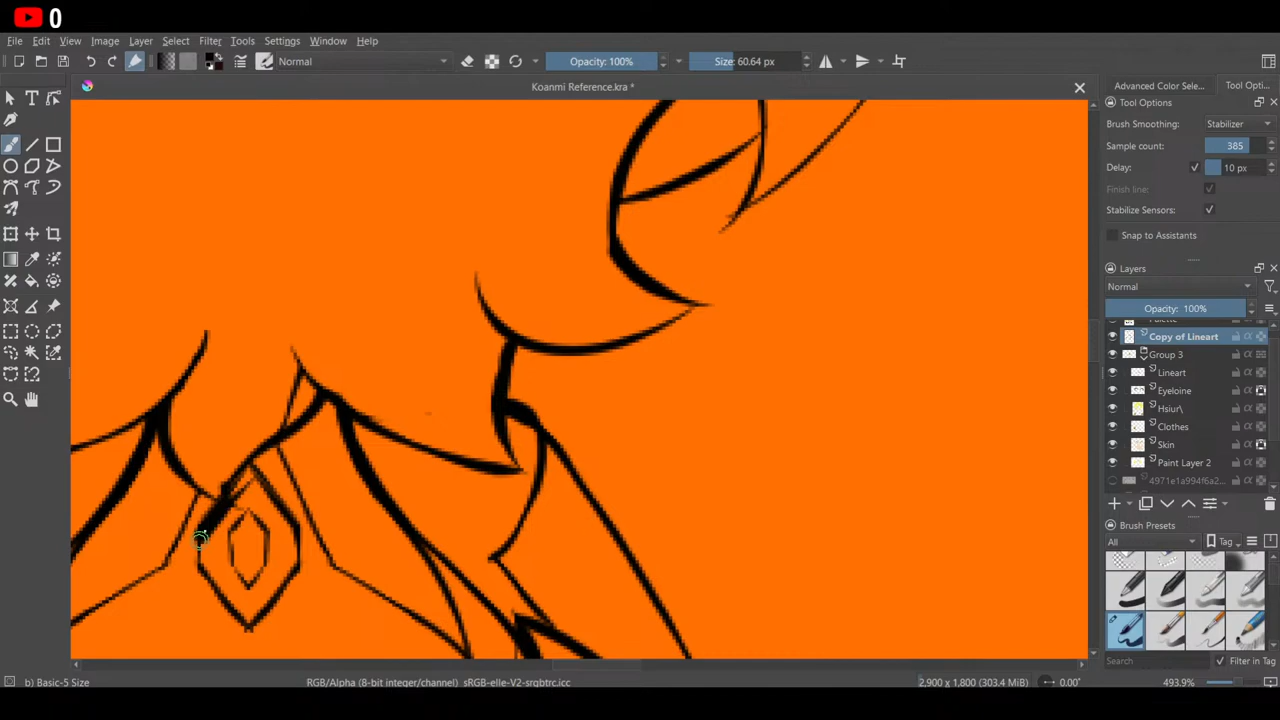 0
File Edit View Image Layer Select Filter Tools Settings Window Help
Normal Opacity: 100% Size: 60.64 px
Koanmi Reference.kra *
Advanced Color Sele... Tool Opti...
Tool Options
Brush Smoothing: Stabilizer
Sample count: 385
Delay: 10 px
Finish line:
Stabilize Sensors:
Snap to Assistants
Layers
Normal
Opacity: 100%
Copy of Lineart
Group 3
Lineart
Eyeloine
Hsiur\
Clothes
Skin
Paint Layer 2
4971e1a994f6a2...
Brush Presets
All Tag
Search Filter in Tag
b) Basic-5 Size RGB/Alpha (8-bit integer/channel) sRGB-elle-V2-srgbtrc.icc 2,900 x 1,800 (303.4 MiB) 0.00° 493.9%